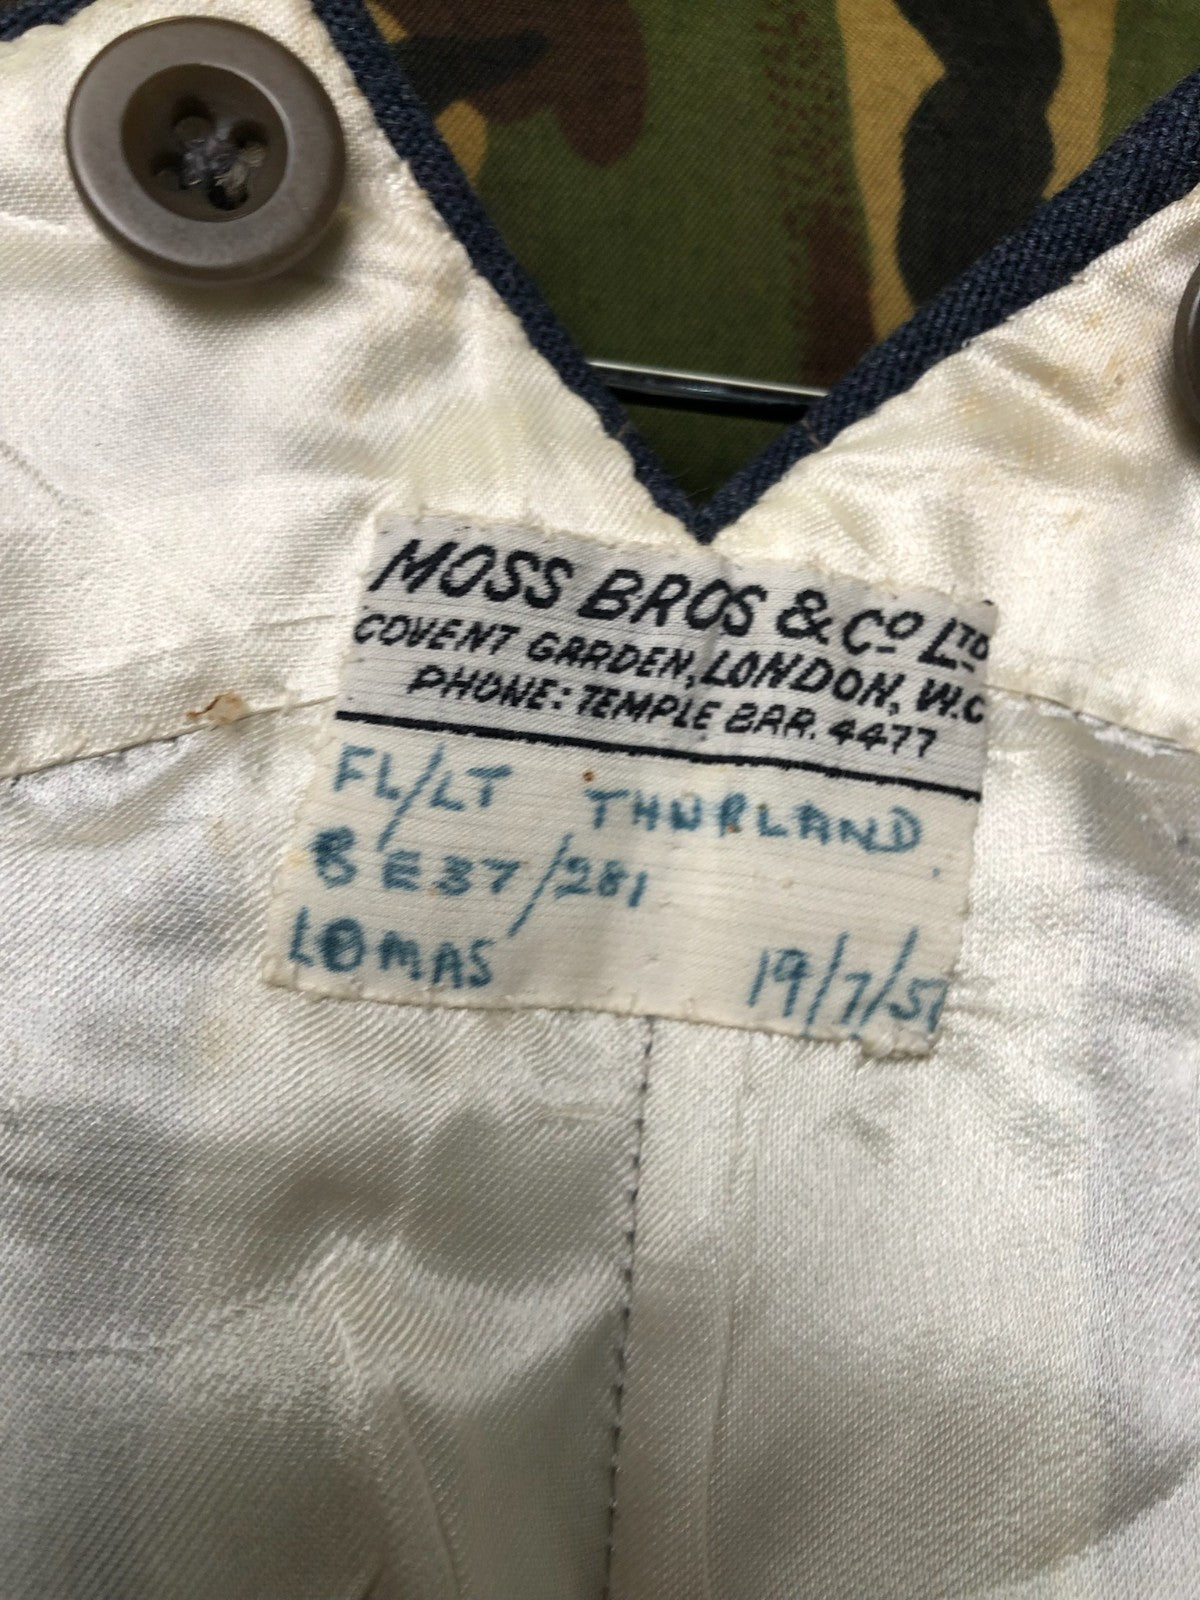 MOSS BROS & Cº LTD
COVENT GARDEN, LONDON, W.C
PHONE: TEMPLE BAR. 4477
FL/LT THURLAND.
BE37/281
LOMAS 19/7/51